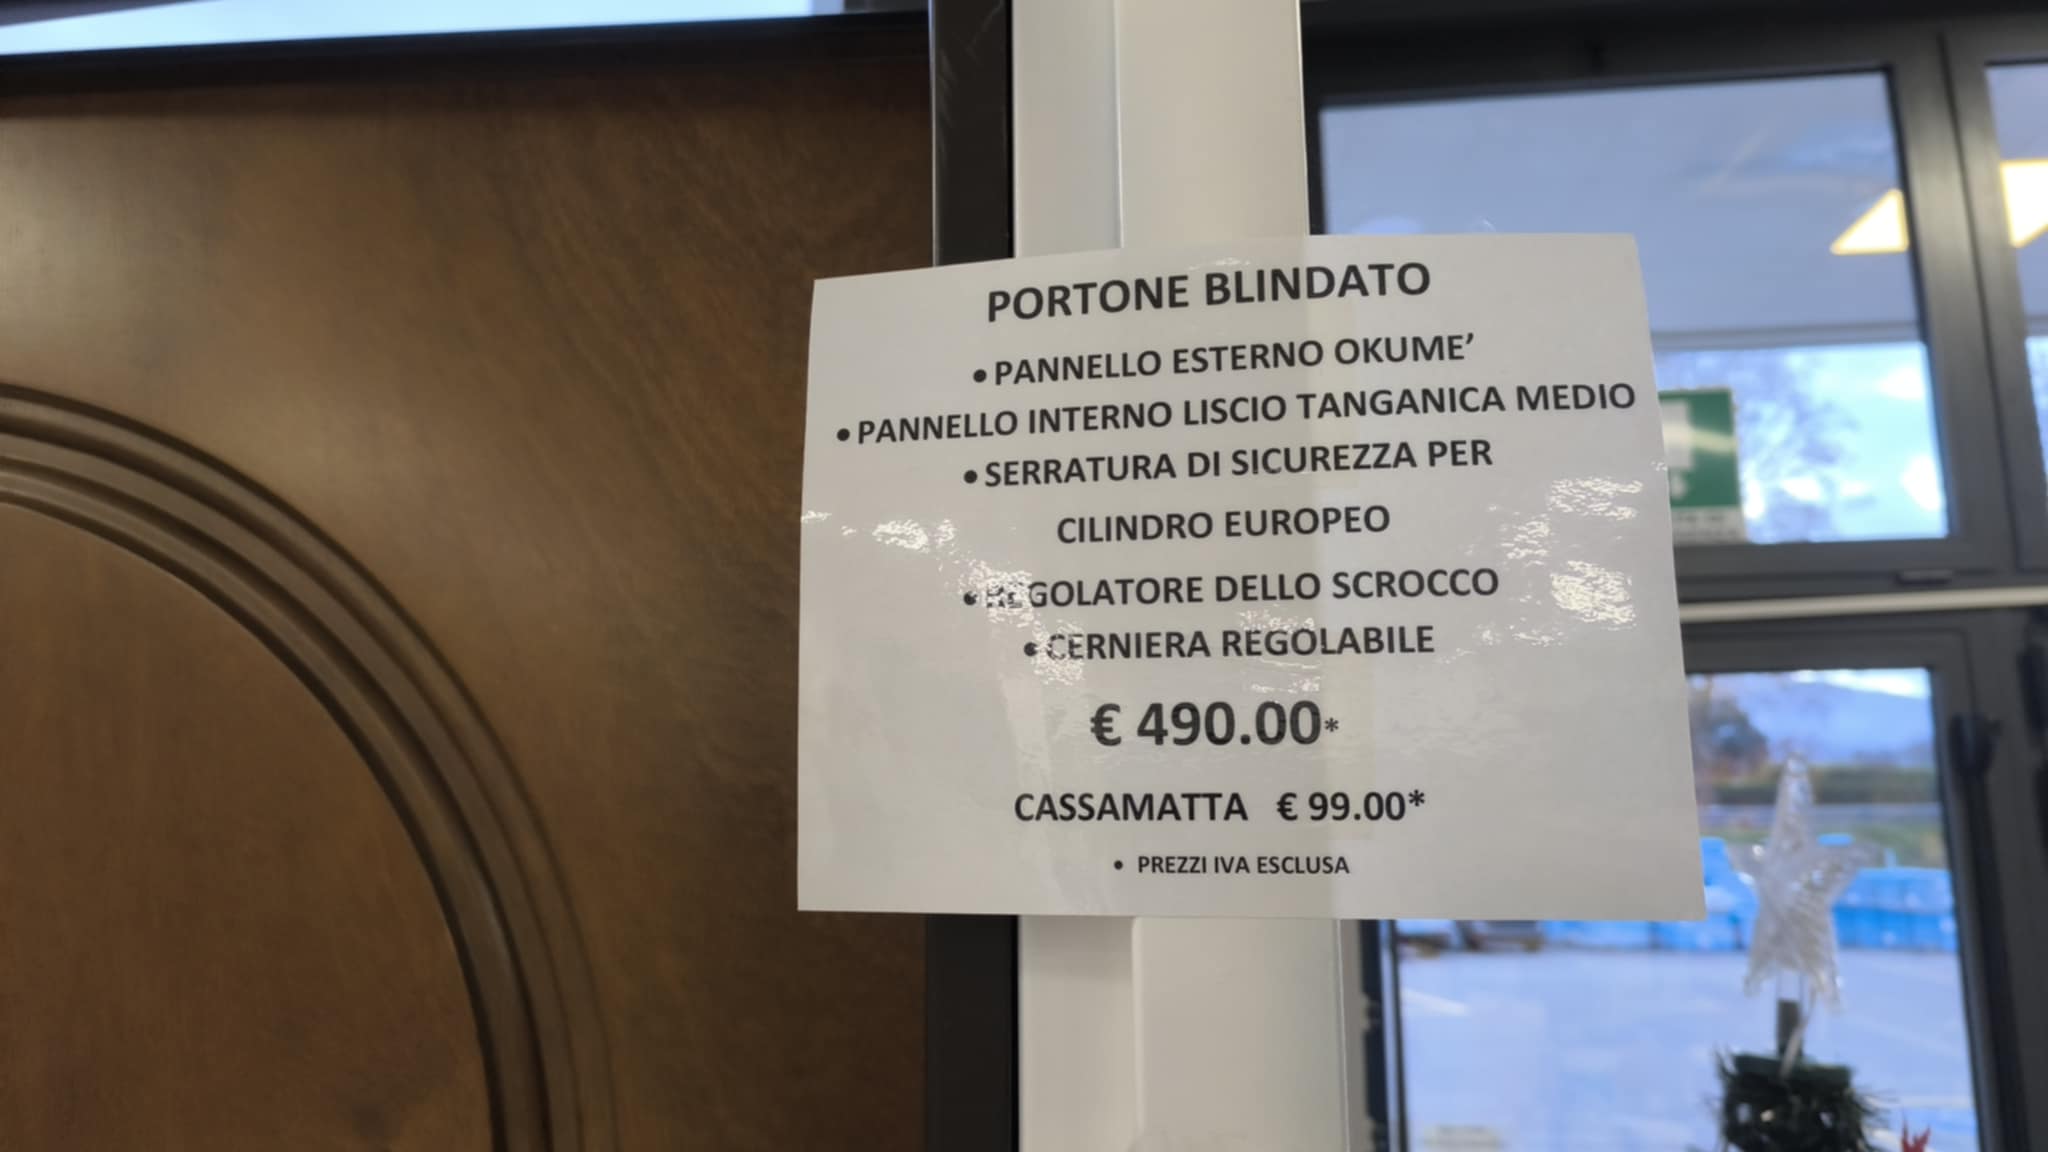 PORTONE BLINDATO
• PANNELLO ESTERNO OKUME’
• PANNELLO INTERNO LISCIO TANGANICA MEDIO
• SERRATURA DI SICUREZZA PER
CILINDRO EUROPEO
• REGOLATORE DELLO SCROCCO
• CERNIERA REGOLABILE
€ 490.00*
CASSAMATTA € 99.00*
• PREZZI IVA ESCLUSA